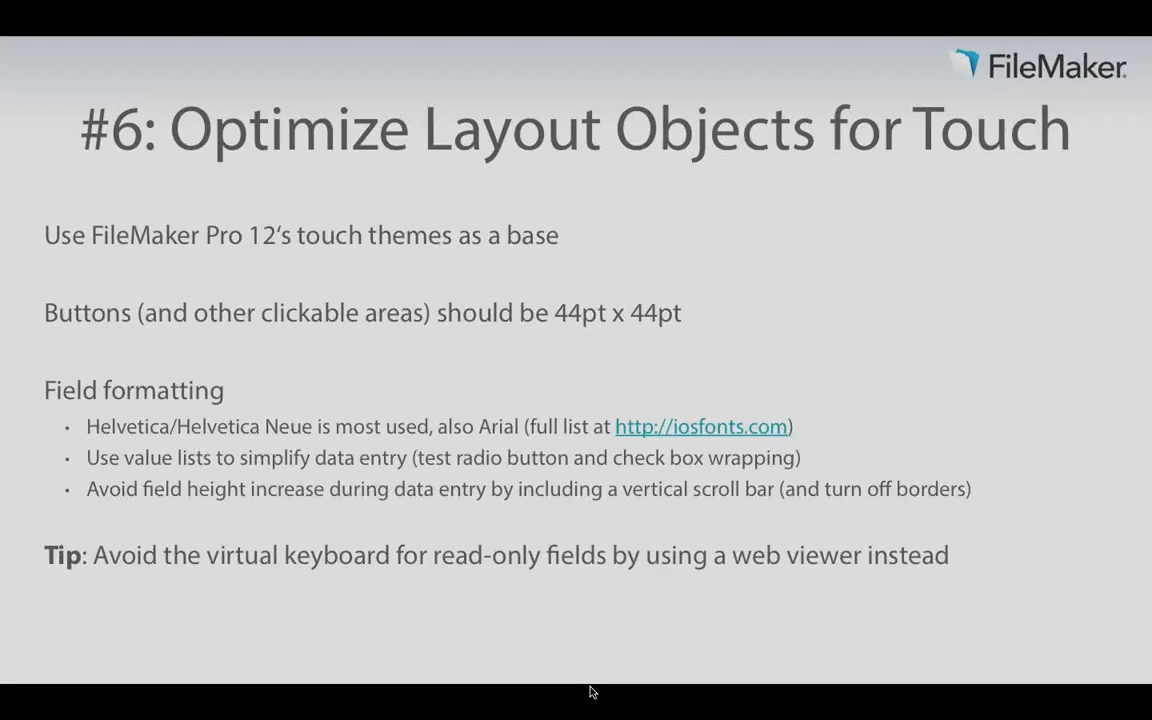 FileMaker.
#6: Optimize Layout Objects for Touch
Use FileMaker Pro 12‘s touch themes as a base
Buttons (and other clickable areas) should be 44pt x 44pt
Field formatting
• Helvetica/Helvetica Neue is most used, also Arial (full list at http://iosfonts.com)
• Use value lists to simplify data entry (test radio button and check box wrapping)
• Avoid field height increase during data entry by including a vertical scroll bar (and turn off borders)
Tip: Avoid the virtual keyboard for read-only fields by using a web viewer instead